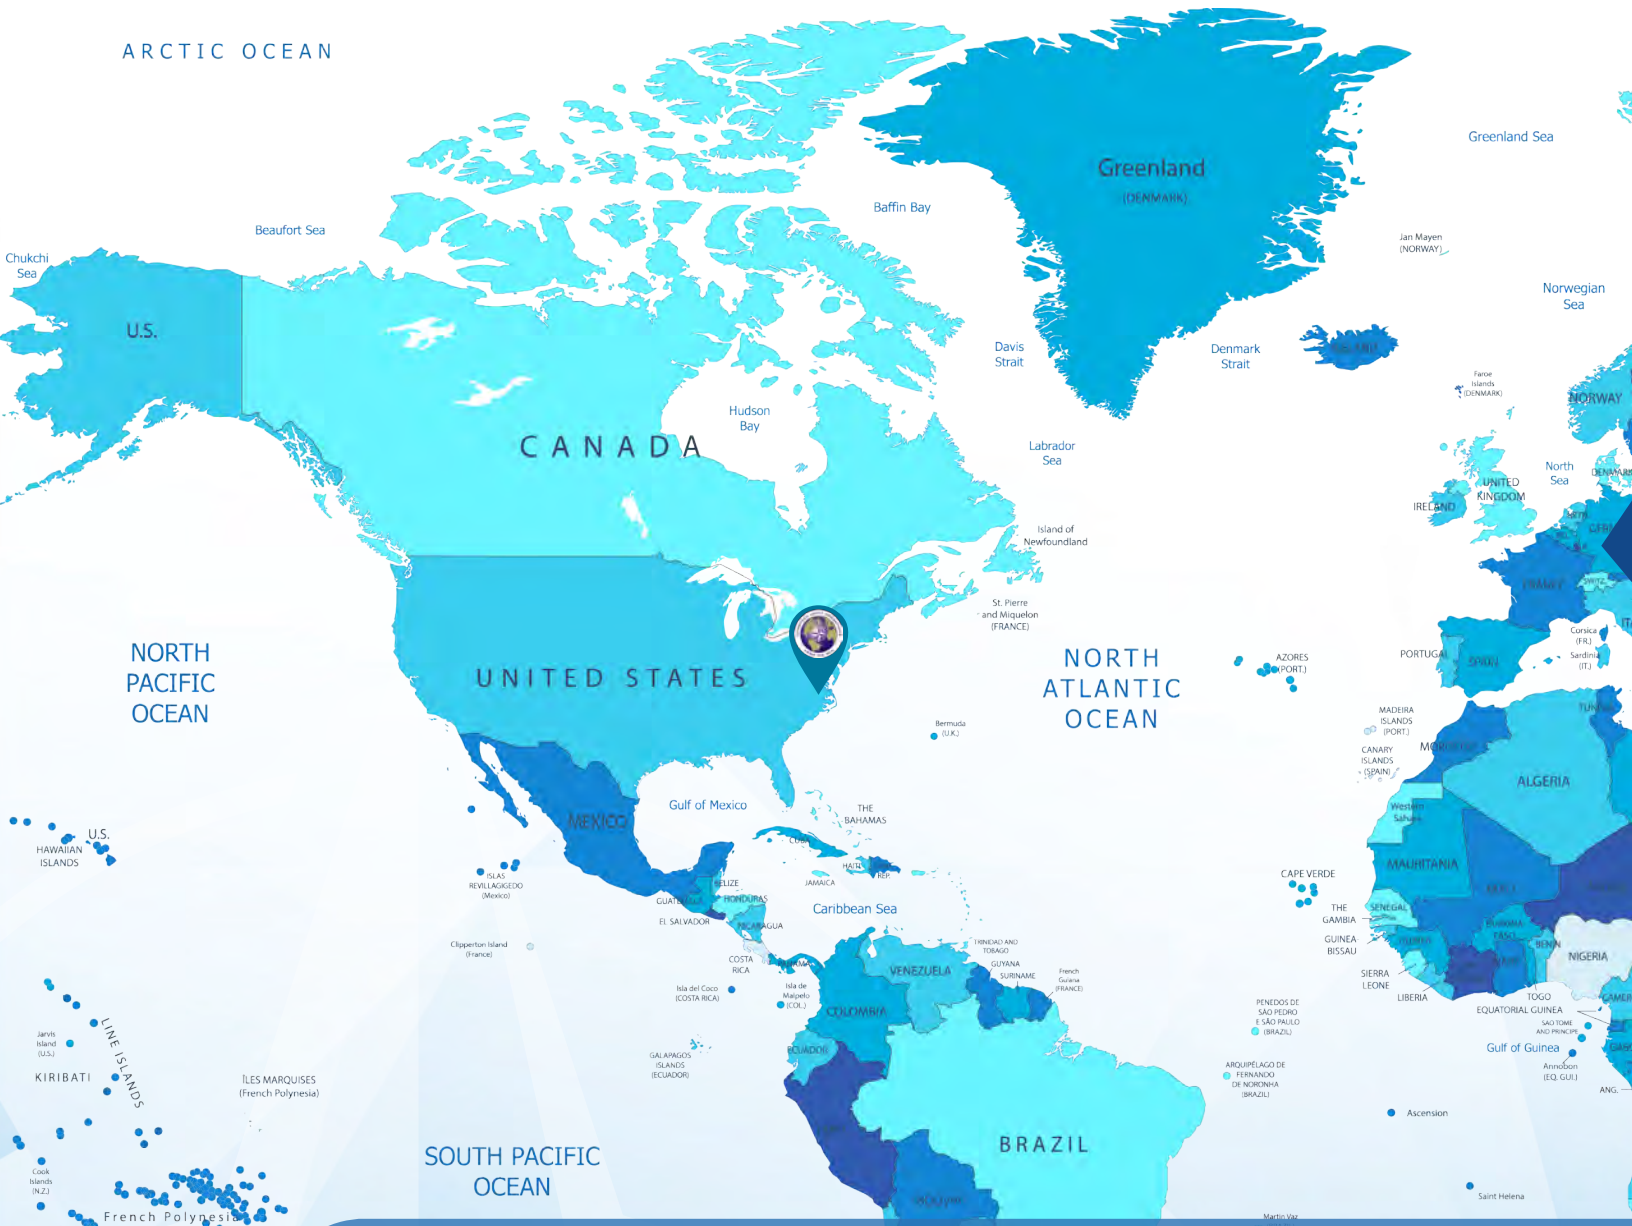 ARCTIC OCEAN
Greenland Sea
Greenland
(DENMARK)
Baffin Bay
Beaufort Sea
Jan Mayen
(NORWAY)
Chukchi
Sea
Norwegian
Sea
U.S.
Davis
Strait
Denmark
Strait
Faroe
Islands
(DENMARK)
NORWAY
Hudson
Bay
CANADA
Labrador
Sea
North
Sea
DENMARK
UNITED
KINGDOM
IRELAND
Island of
Newfoundland
FRANCE
SWITZ.
St. Pierre
and Miquelon
(FRANCE)
Corsica
(FR.)
Sardinia
(IT.)
NORTH
PACIFIC
OCEAN
UNITED STATES
NORTH
ATLANTIC
OCEAN
AZORES
(PORT.)
PORTUGAL
SPAIN
MADEIRA
ISLANDS
(PORT.)
Bermuda
(U.K.)
CANARY
ISLANDS
(SPAIN)
ALGERIA
Gulf of Mexico
MEXICO
THE
BAHAMAS
Western
Sahara
U.S.
HAWAIIAN
ISLANDS
CUBA
HAITI
REP.
JAMAICA
MAURITANIA
ISLAS
REVILLAGIGEDO
(Mexico)
BELIZE
HONDURAS
EL SALVADOR
NICARAGUA
Caribbean Sea
CAPE VERDE
SENEGAL
THE
GAMBIA
GUINEA
BISSAU
BENIN
NIGERIA
Clipperton Island
(France)
COSTA
RICA
PANAMA
TRINIDAD AND
TOBAGO
VENEZUELA
GUYANA
SURINAME
French
Guiana
(FRANCE)
SIERRA
LEONE
LIBERIA
TOGO
EQUATORIAL GUINEA
Isla del Coco
(COSTA RICA)
Isla de
Malpelo
(COL.)
COLOMBIA
PENEDOS DE
SÃO PEDRO
E SÃO PAULO
(BRAZIL)
SAO TOME
AND PRINCIPE
Gulf of Guinea
Annobon
(EQ. GUI.)
ANG.
Jarvis
Island
(U.S.)
LINE ISLANDS
KIRIBATI
GALAPAGOS
ISLANDS
(ECUADOR)
ECUADOR
ARQUIPÉLAGO DE
FERNANDO
DE NORONHA
(BRAZIL)
ÎLES MARQUISES
(French Polynesia)
Ascension
BRAZIL
SOUTH PACIFIC
OCEAN
Cook
Islands
(N.Z.)
Saint Helena
French Polynesia
Martin Vaz